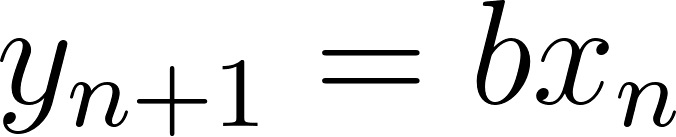 y_{n+1} = bx_n